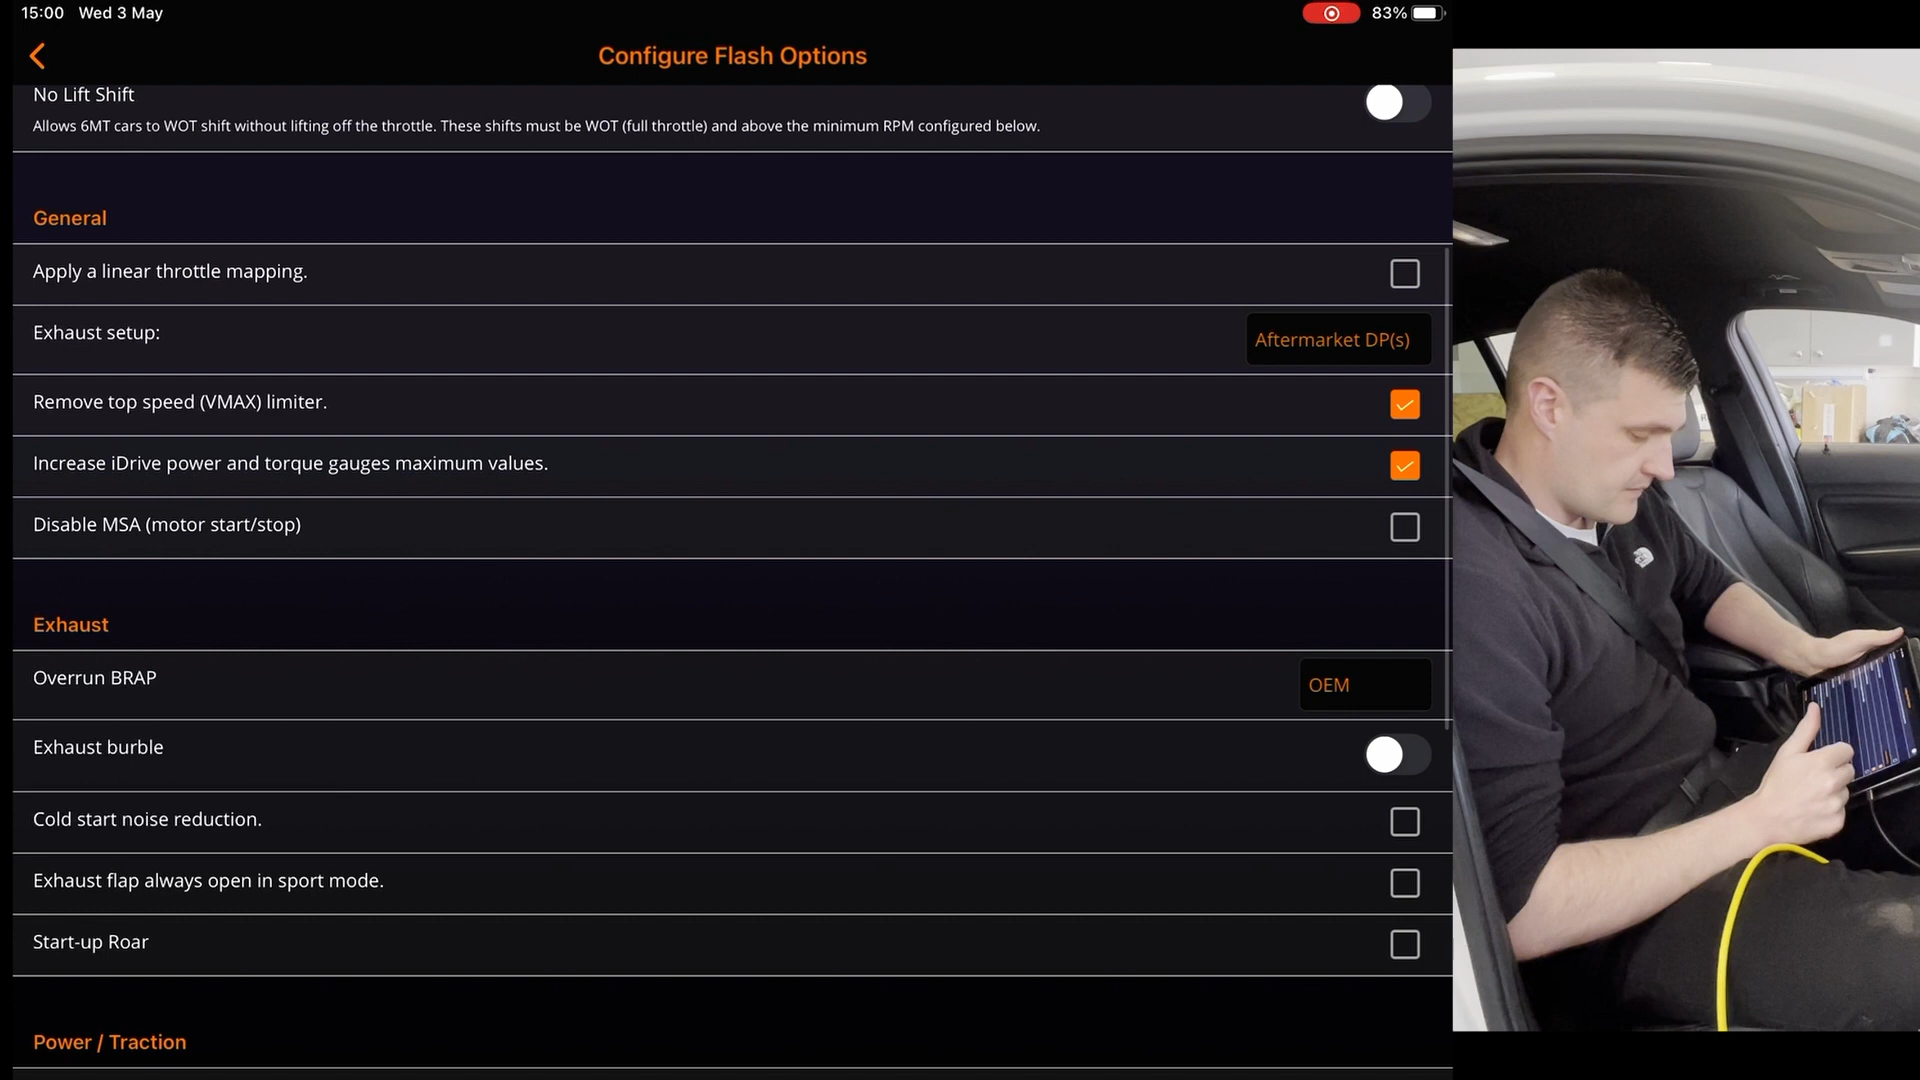 15:00 Wed 3 May
83%
Configure Flash Options
No Lift Shift
Allows 6MT cars to WOT shift without lifting off the throttle. These shifts must be WOT (full throttle) and above the minimum RPM configured below.
General
Apply a linear throttle mapping.
Exhaust setup:
Aftermarket DP(s)
Remove top speed (VMAX) limiter.
Increase iDrive power and torque gauges maximum values.
Disable MSA (motor start/stop)
Exhaust
Overrun BRAP
OEM
Exhaust burble
Cold start noise reduction.
Exhaust flap always open in sport mode.
Start-up Roar
Power / Traction